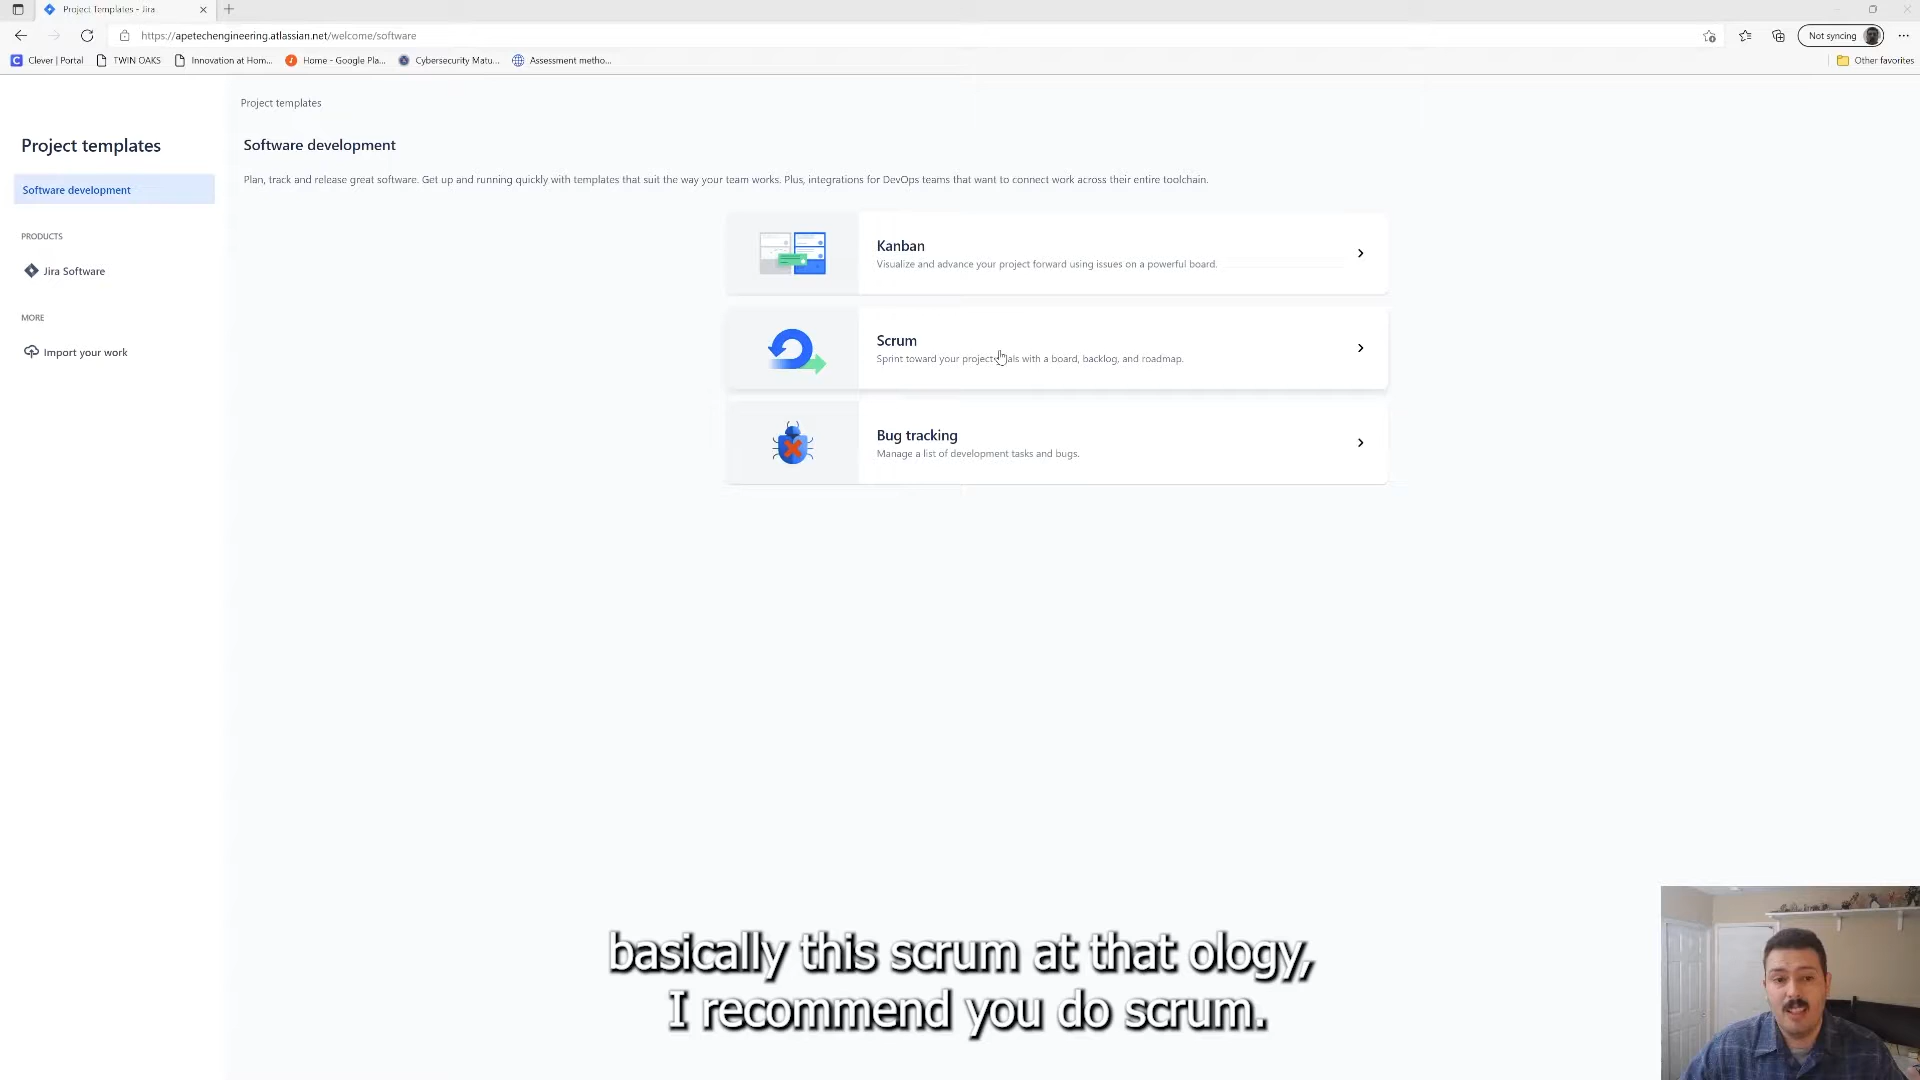 Project Templates - Jira
https://apetechengineering.atlassian.net/welcome/software
Not syncing
Clever | Portal
TWIN OAKS
Innovation at Hom...
Home - Google Pla...
Cybersecurity Matu...
Assessment metho...
Other favorites
Project templates
Project templates
Software development
Software development
Plan, track and release great software. Get up and running quickly with templates that suit the way your team works. Plus, integrations for DevOps teams that want to connect work across their entire toolchain.
PRODUCTS
Jira Software
MORE
Import your work
Kanban
Visualize and advance your project forward using issues on a powerful board.
Scrum
Sprint toward your project als with a board, backlog, and roadmap.
Bug tracking
Manage a list of development tasks and bugs.
basically this scrum at that ology,
I recommend you do scrum.